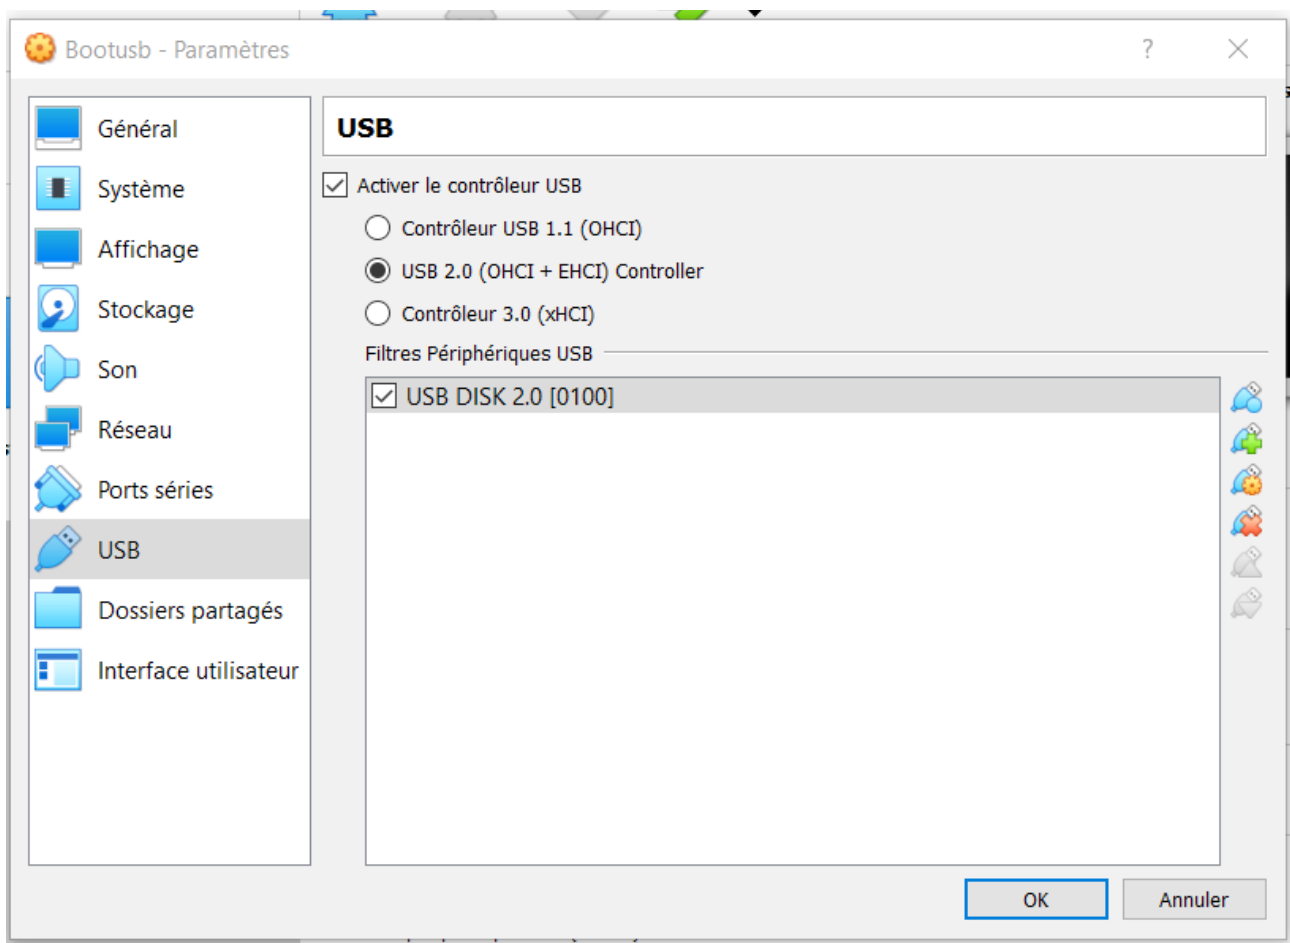 Bootusb - Paramètres
?
Général
Système
Affichage
Stockage
Son
Réseau
Ports séries
USB
Dossiers partagés
Interface utilisateur
USB
Activer le contrôleur USB
Contrôleur USB 1.1 (OHCI)
USB 2.0 (OHCI + EHCI) Controller
Contrôleur 3.0 (xHCI)
Filtres Périphériques USB
USB DISK 2.0 [0100]
OK
Annuler